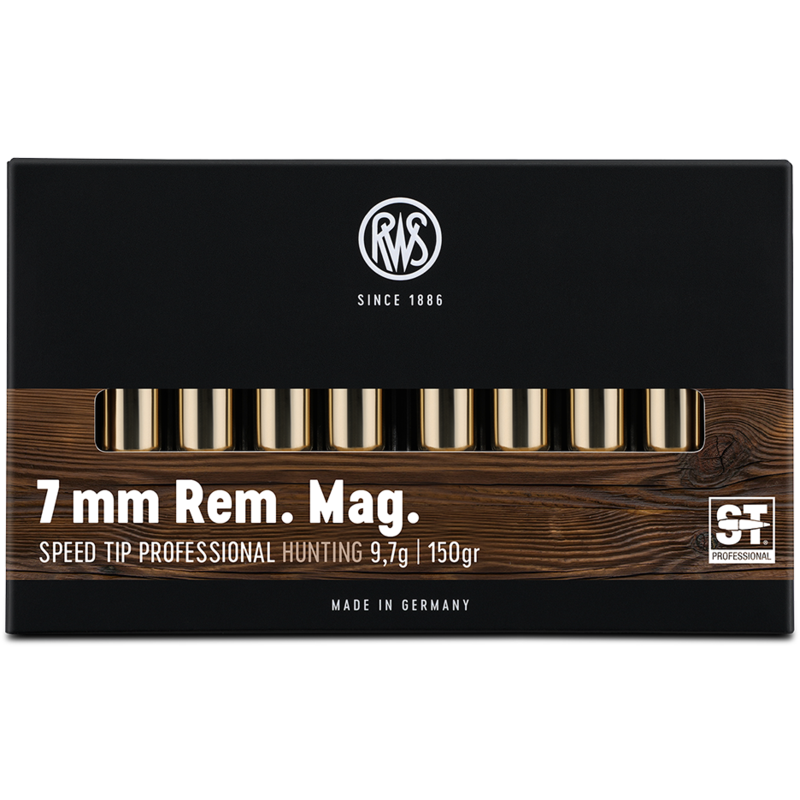 RWS
SINCE 1886
7 mm Rem. Mag.
SPEED TIP PROFESSIONAL HUNTING 9,7g | 150gr
ST®
PROFESSIONAL
MADE IN GERMANY